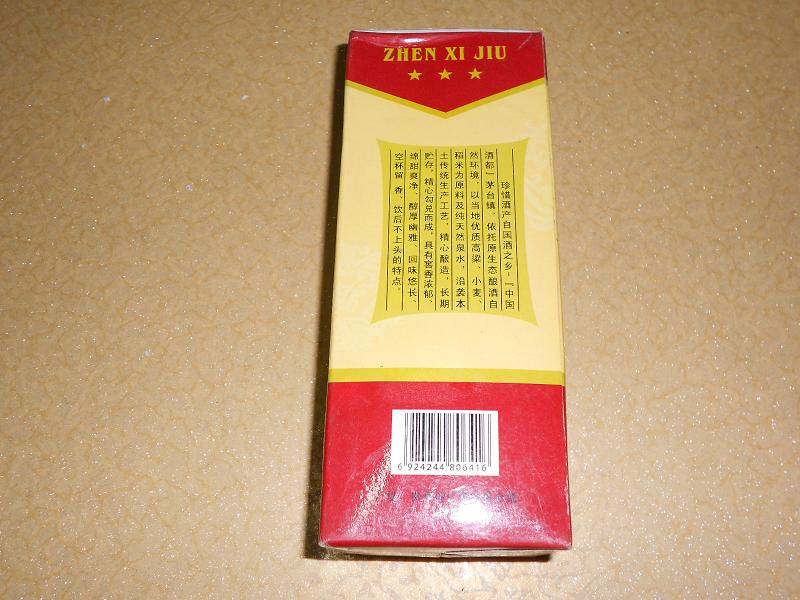 ZHEN XI JIU
珍惜酒产自国酒之乡-『中国
酒都』茅台镇，依托原生态酿酒自
然环境，以当地优质高粱、小麦、
稻米为原料及纯天然泉水，沿袭本
土传统生产工艺，精心酿造，长期
贮存，精心勾兑而成，具有窖香浓郁、
绵甜爽净、醇厚幽雅、回味悠长、
空杯留 香、饮后不上头的特点。
6 924244 806416